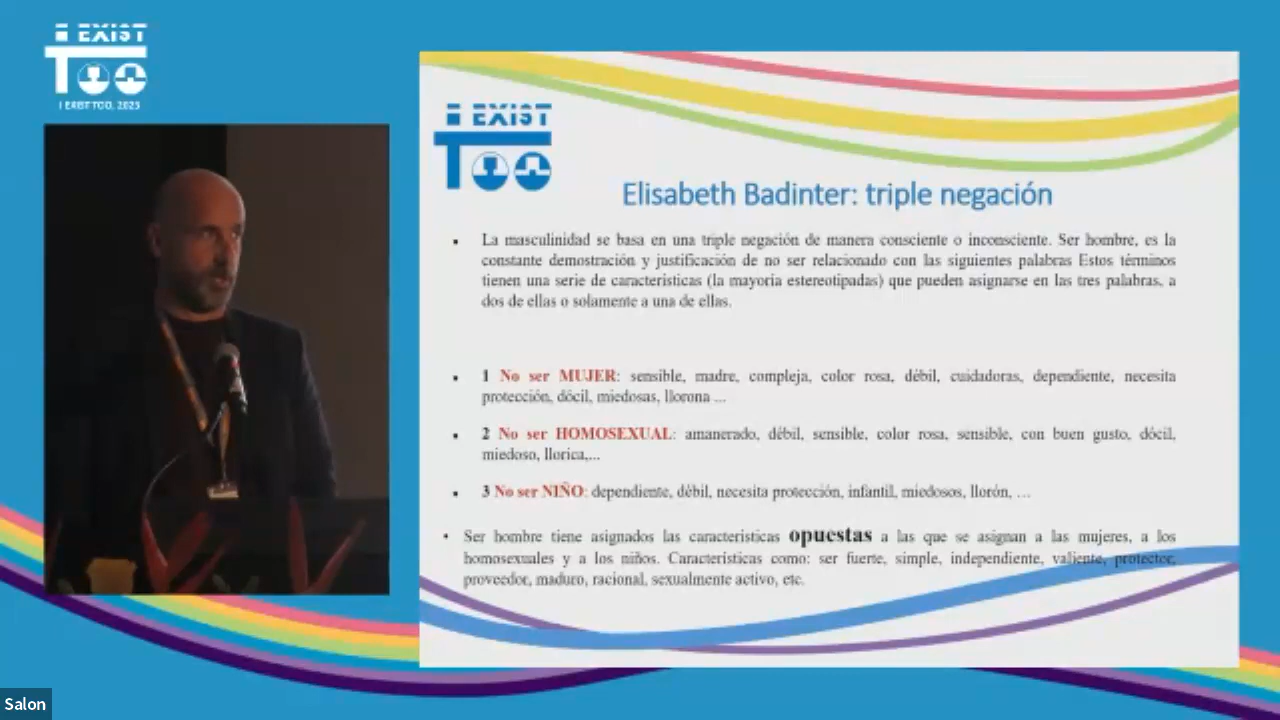 I EXIST
TOO
I EXIST TOO, 2023
I EXIST
TOO
Elisabeth Badinter: triple negación
La masculinidad se basa en una triple negación de manera consciente o inconsciente. Ser hombre, es la
constante demostración y justificación de no ser relacionado con las siguientes palabras Estos términos
tienen una serie de características (la mayoría estereotipadas) que pueden asignarse en las tres palabras, a
dos de ellas o solamente a una de ellas.
1 No ser MUJER: sensible, madre, compleja, color rosa, débil, cuidadoras, dependiente, necesita
protección, dócil, miedosas, llorona ...
2 No ser HOMOSEXUAL: amanerado, débil, sensible, color rosa, sensible, con buen gusto, dócil,
miedoso, llorica,...
3 No ser NIÑO: dependiente, débil, necesita protección, infantil, miedosos, llorón, …
Ser hombre tiene asignados las características opuestas a las que se asignan a las mujeres, a los
homosexuales y a los niños. Características como: ser fuerte, simple, independiente, valiente, protector,
proveedor, maduro, racional, sexualmente activo, etc.
Salon